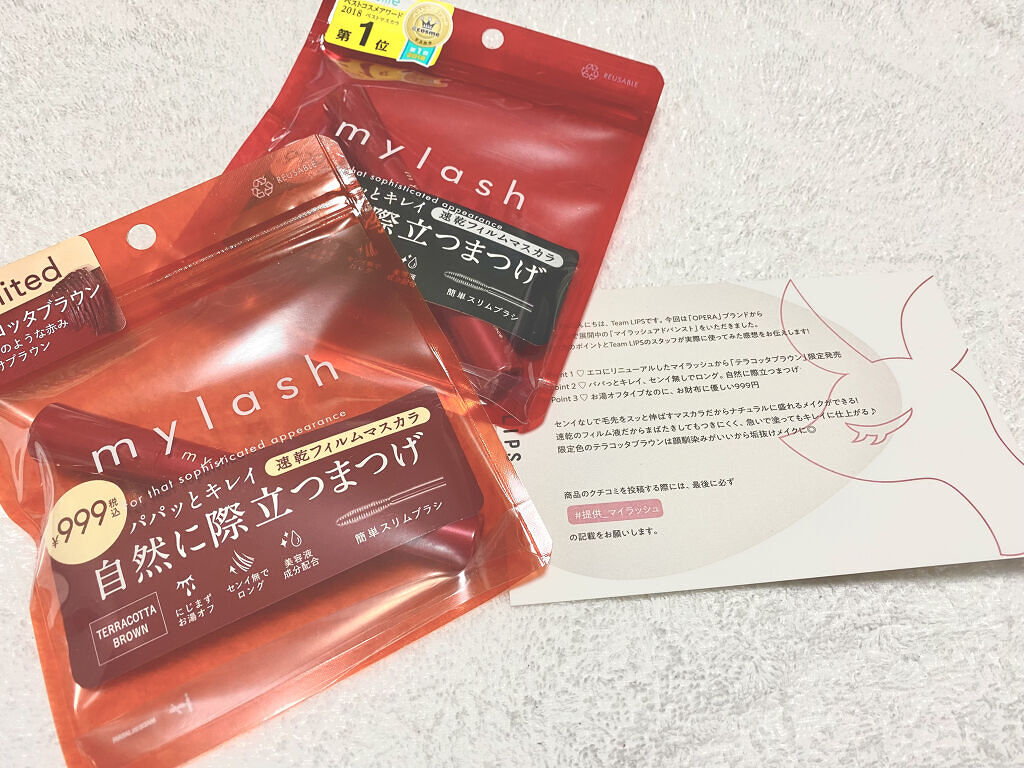 ベストコスメアワード
2018 ベストマスカラ
第1位
@cosme
REUSABLE
mylash
that sophisticated appearance
とキレイ 速乾フィルムマスカラ
際立つまつげ
簡単スリムブラシ
REUSABLE
ited
コッタブラウン
のような赤み
ブラウン
mylash
for that sophisticated appearance
¥999税込
パパッとキレイ 速乾フィルムマスカラ
自然に際立つまつげ
にじまず
お湯オフ
センイ無で
ロング
美容液
成分配合
簡単スリムブラシ
TERRACOTTA
BROWN
にちは、Team LIPSです。今回は「OPERA」ブランドから
で展開中の「マイラッシュアドバンスト」をいただきました。
のポイントとTeam LIPSのスタッフが実際に使ってみた感想をお伝えします!
int 1 ♡ エコにリニューアルしたマイラッシュから「テラコッタブラウン」限定発売
Point 2 ♡ パパっとキレイ、センイ無しでロング。自然に際立つまつげ
Point 3 ♡ お湯オフタイプなのに、お財布に優しい999円
センイなしで毛先をスッと伸ばすマスカラだからナチュラルに盛れるメイクができる!
速乾のフィルム液だからまばたきしてもつきにくく、急いで塗ってもキレイに仕上がる♪
限定色のテラコッタブラウンは顔馴染みがいいから垢抜けメイクに◎
商品のクチコミを投稿する際には、最後に必ず
#提供_マイラッシュ
の記載をお願いします。